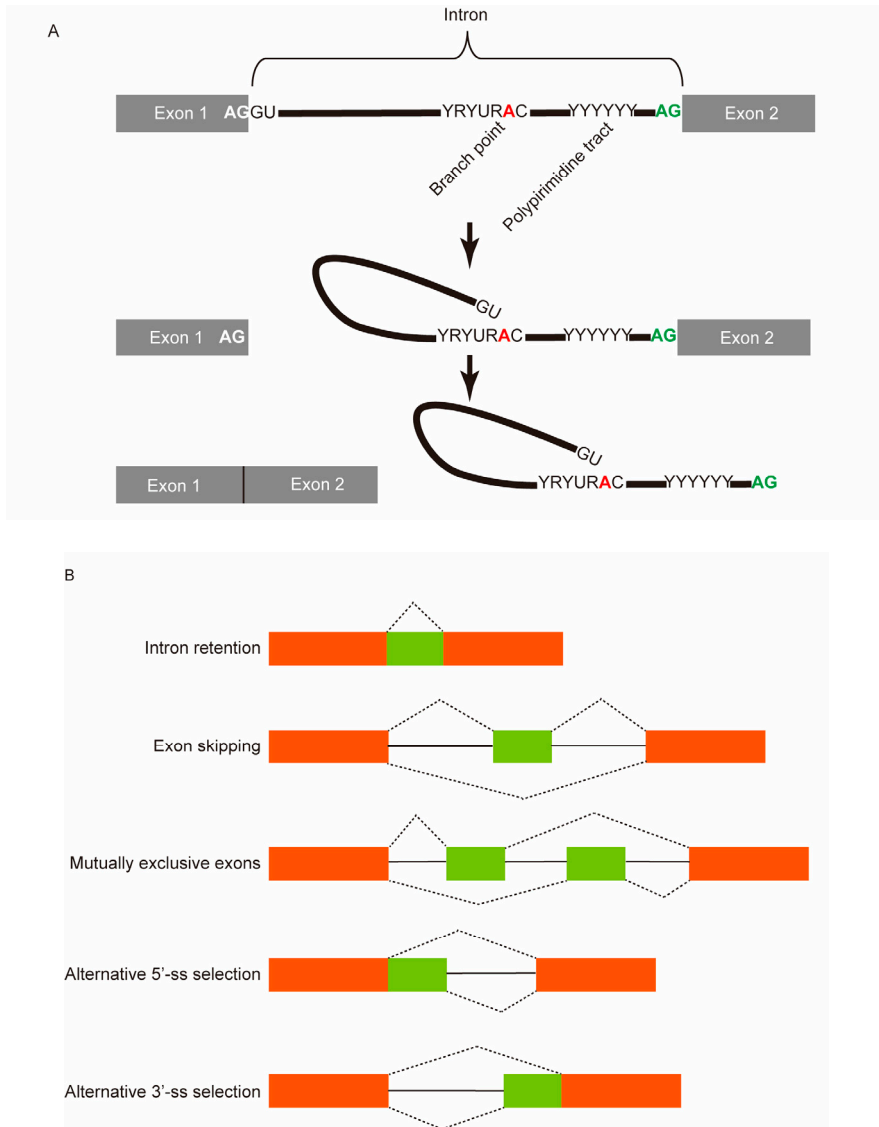 A
Intron
Exon 1 AGGU YRYURAC YYYYYY AG Exon 2
Branch point
Polypirimidine tract
GU
Exon 1 AG YRYURAC YYYYYY AG Exon 2
GU
Exon 1 Exon 2 YRYURAC YYYYYY AG
B
Intron retention
Exon skipping
Mutually exclusive exons
Alternative 5’-ss selection
Alternative 3’-ss selection